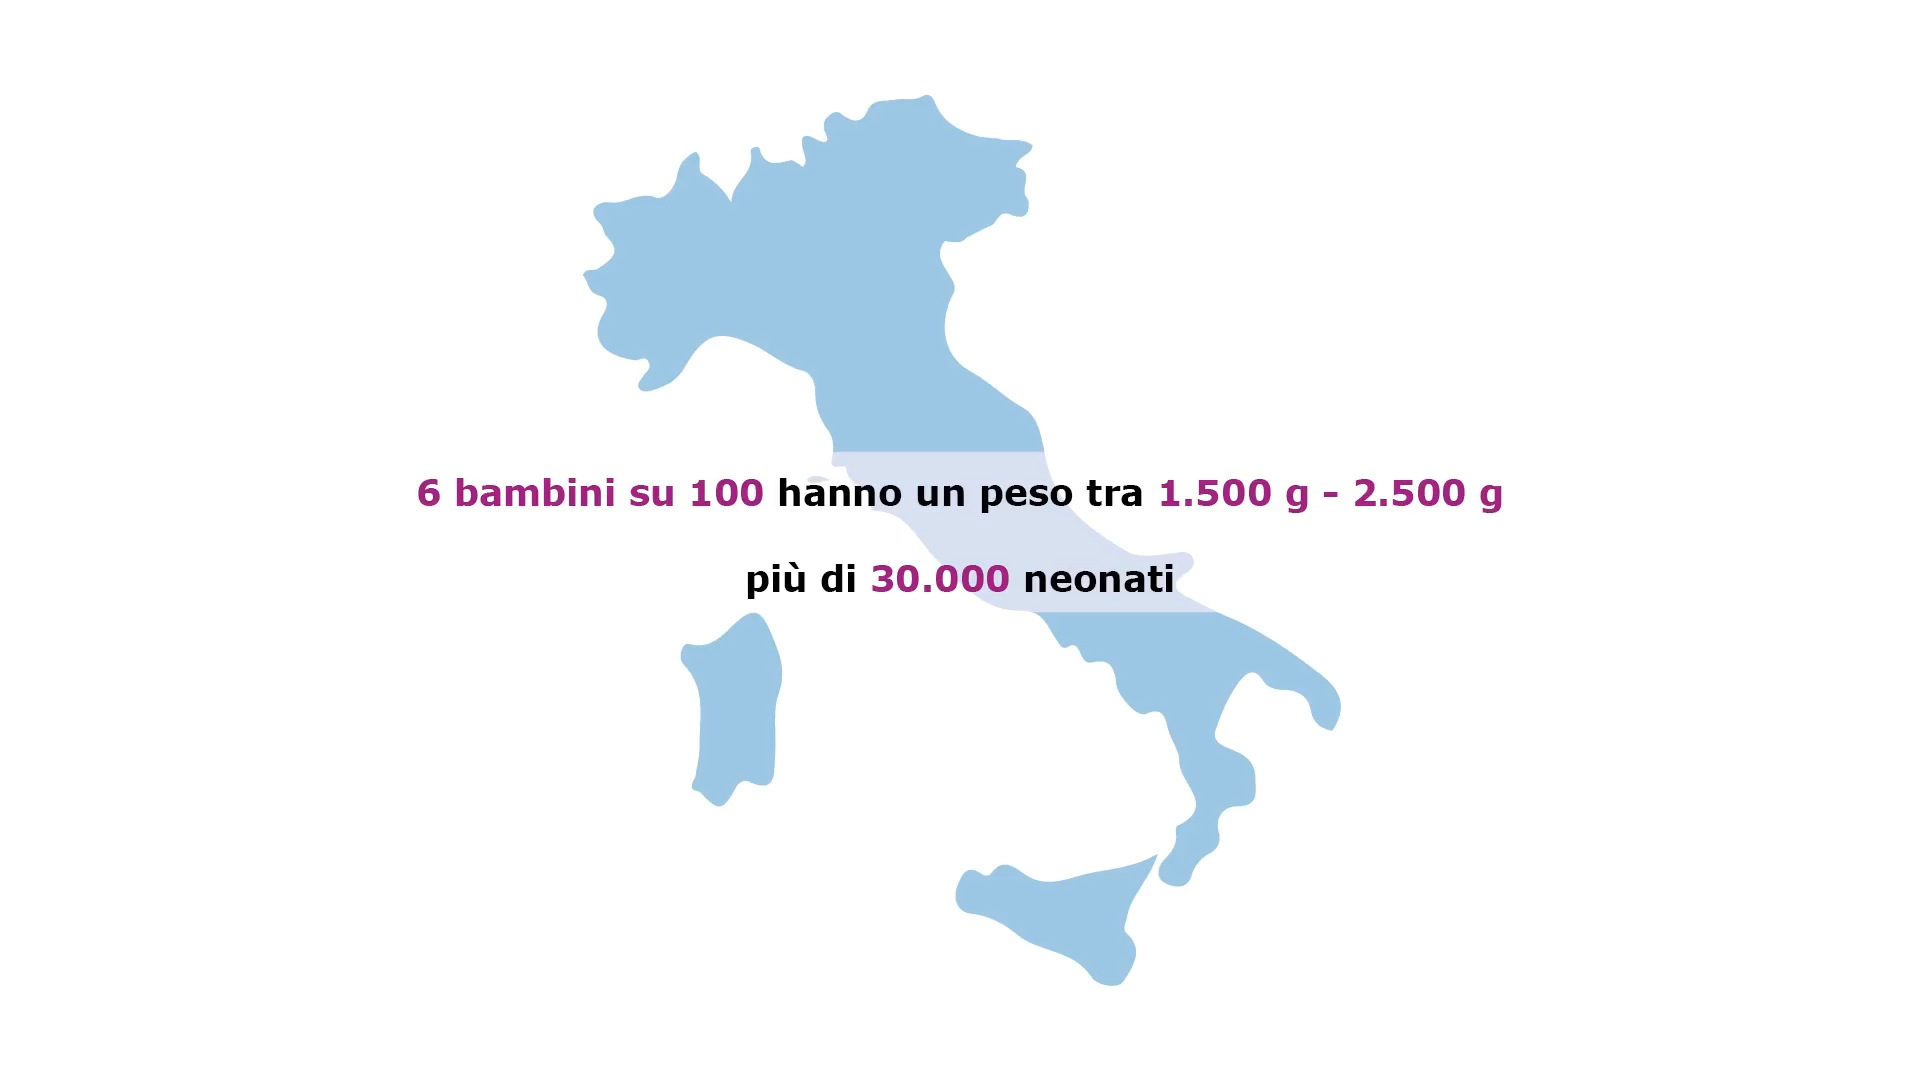 6 bambini su 100 hanno un peso tra 1.500 g - 2.500 g
più di 30.000 neonati